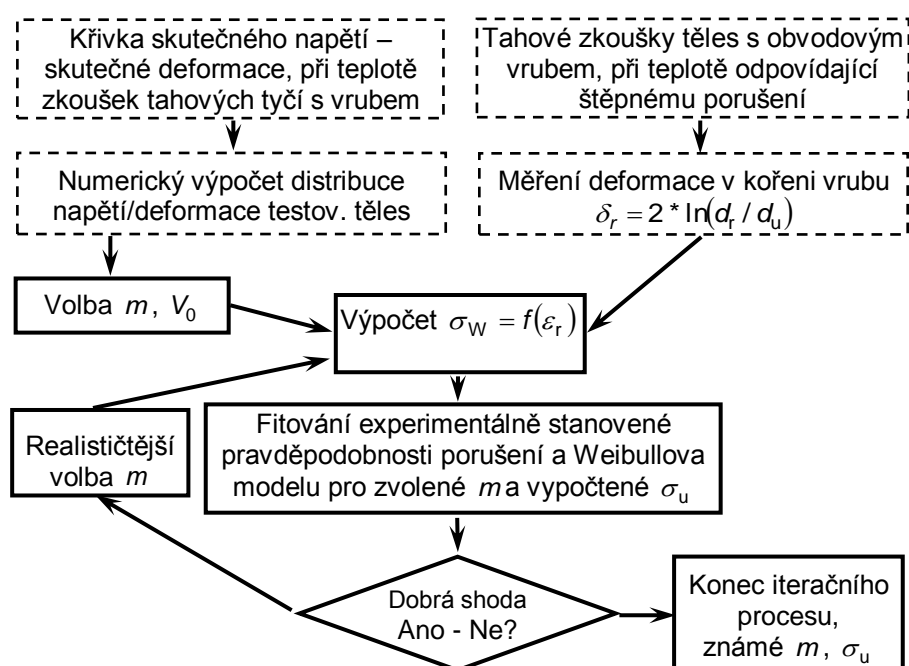 Křivka skutečného napětí –
skutečné deformace, při teplotě
zkoušek tahových tyčí s vrubem
Tahové zkoušky těles s obvodovým
vrubem, při teplotě odpovídající
štěpnému porušení
Numerický výpočet distribuce
napětí/deformace testov. těles
Měření deformace v kořeni vrubu
δr = 2 * ln(dr / du)
Volba m, V0
Výpočet σW = f(εr)
Realističtější
volba m
Fitování experimentálně stanovené
pravděpodobnosti porušení a Weibullova
modelu pro zvolené m a vypočtené σu
Dobrá shoda
Ano - Ne?
Konec iteračního
procesu,
známé m, σu